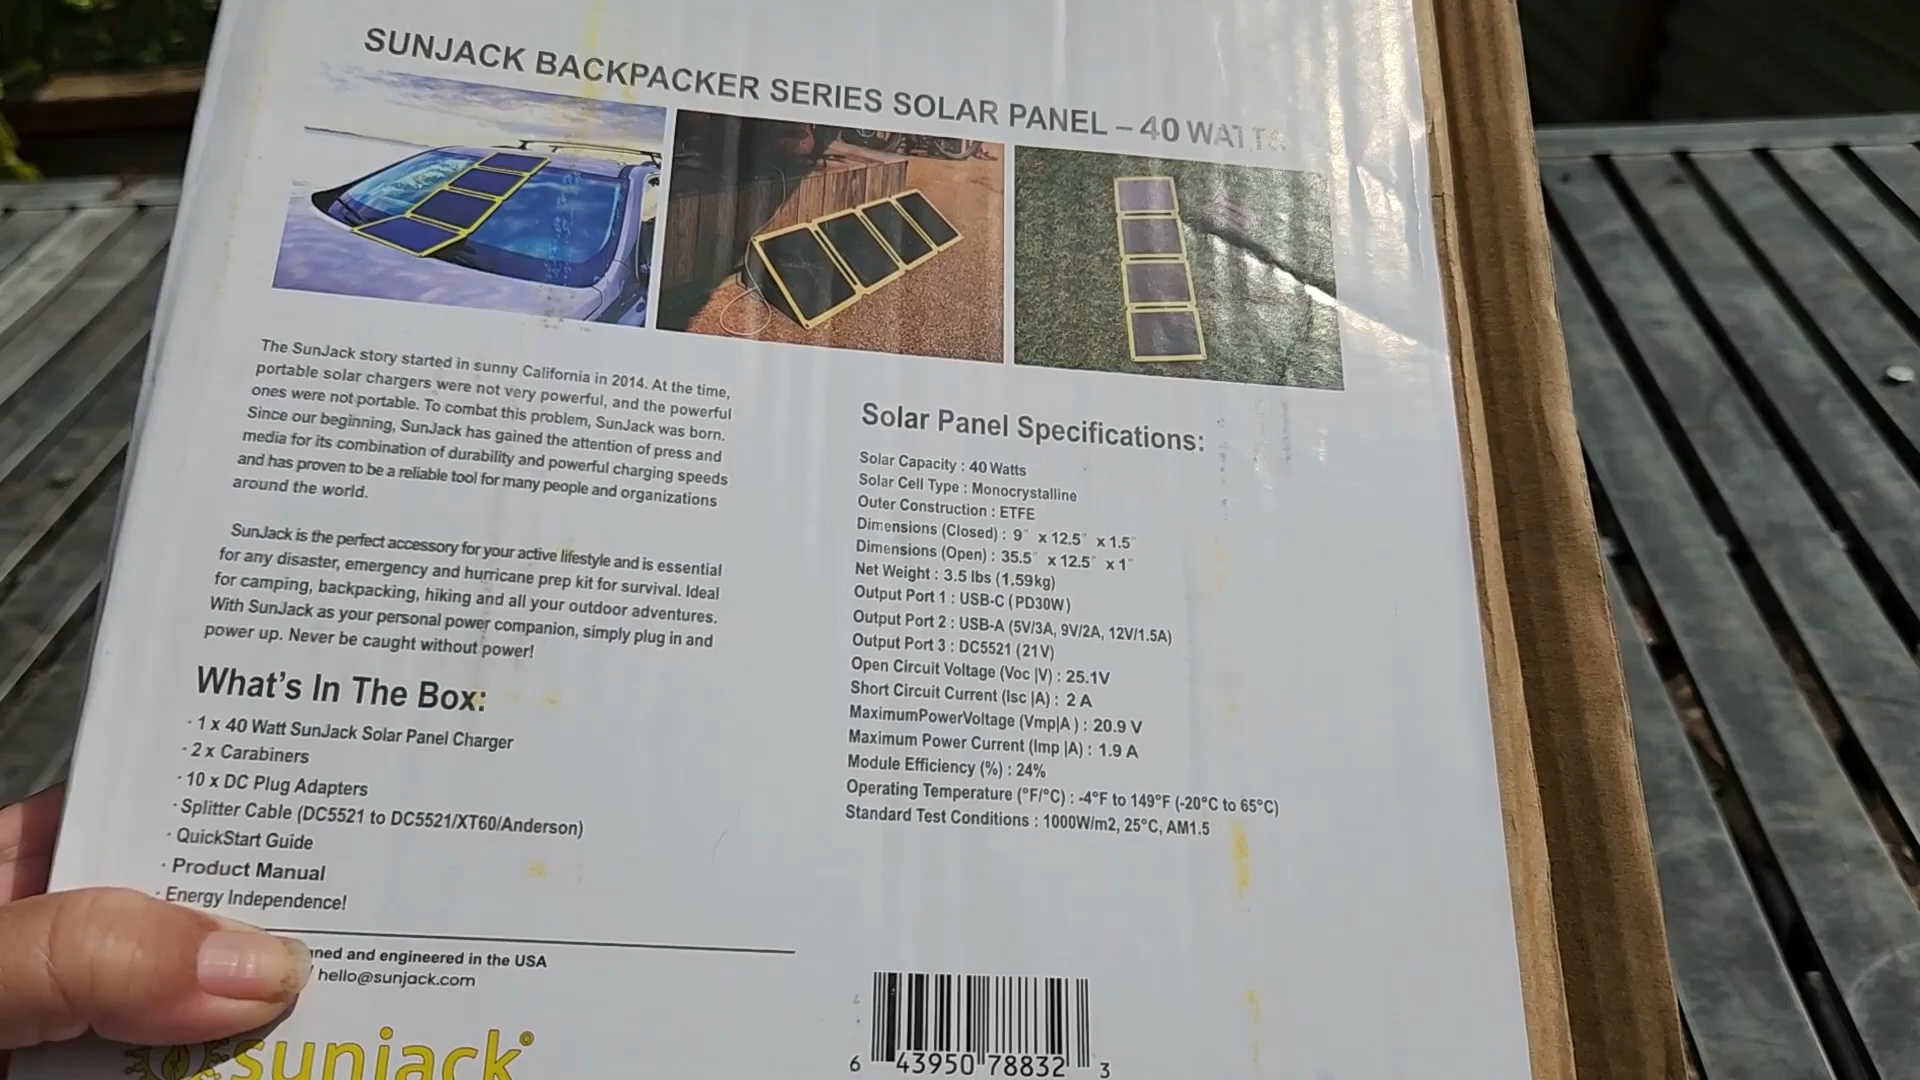 SUNJACK BACKPACKER SERIES SOLAR PANEL – 40 WATTS
The SunJack story started in sunny California in 2014. At the time,
portable solar chargers were not very powerful, and the powerful
ones were not portable. To combat this problem, SunJack was born.
Since our beginning, SunJack has gained the attention of press and
media for its combination of durability and powerful charging speeds
and has proven to be a reliable tool for many people and organizations
around the world.
SunJack is the perfect accessory for your active lifestyle and is essential
for any disaster, emergency and hurricane prep kit for survival. Ideal
for camping, backpacking, hiking and all your outdoor adventures.
With SunJack as your personal power companion, simply plug in and
power up. Never be caught without power!
What's In The Box:
· 1 x 40 Watt SunJack Solar Panel Charger
· 2 x Carabiners
· 10 x DC Plug Adapters
· Splitter Cable (DC5521 to DC5521/XT60/Anderson)
· QuickStart Guide
· Product Manual
· Energy Independence!
and engineered in the USA
/ hello@sunjack.com
sunjack
Solar Panel Specifications:
Solar Capacity : 40 Watts
Solar Cell Type : Monocrystalline
Outer Construction : ETFE
Dimensions (Closed) : 9" x 12.5" x 1.5"
Dimensions (Open) : 35.5" x 12.5" x 1"
Net Weight : 3.5 lbs (1.59kg)
Output Port 1 : USB-C (PD30W)
Output Port 2 : USB-A (5V/3A, 9V/2A, 12V/1.5A)
Output Port 3 : DC5521 (21V)
Open Circuit Voltage (Voc |V) : 25.1V
Short Circuit Current (Isc |A) : 2 A
MaximumPowerVoltage (Vmp|A) : 20.9 V
Maximum Power Current (Imp |A) : 1.9 A
Module Efficiency (%) : 24%
Operating Temperature (°F/°C) : -4°F to 149°F (-20°C to 65°C)
Standard Test Conditions : 1000W/m2, 25°C, AM1.5
6 43950 78832 3